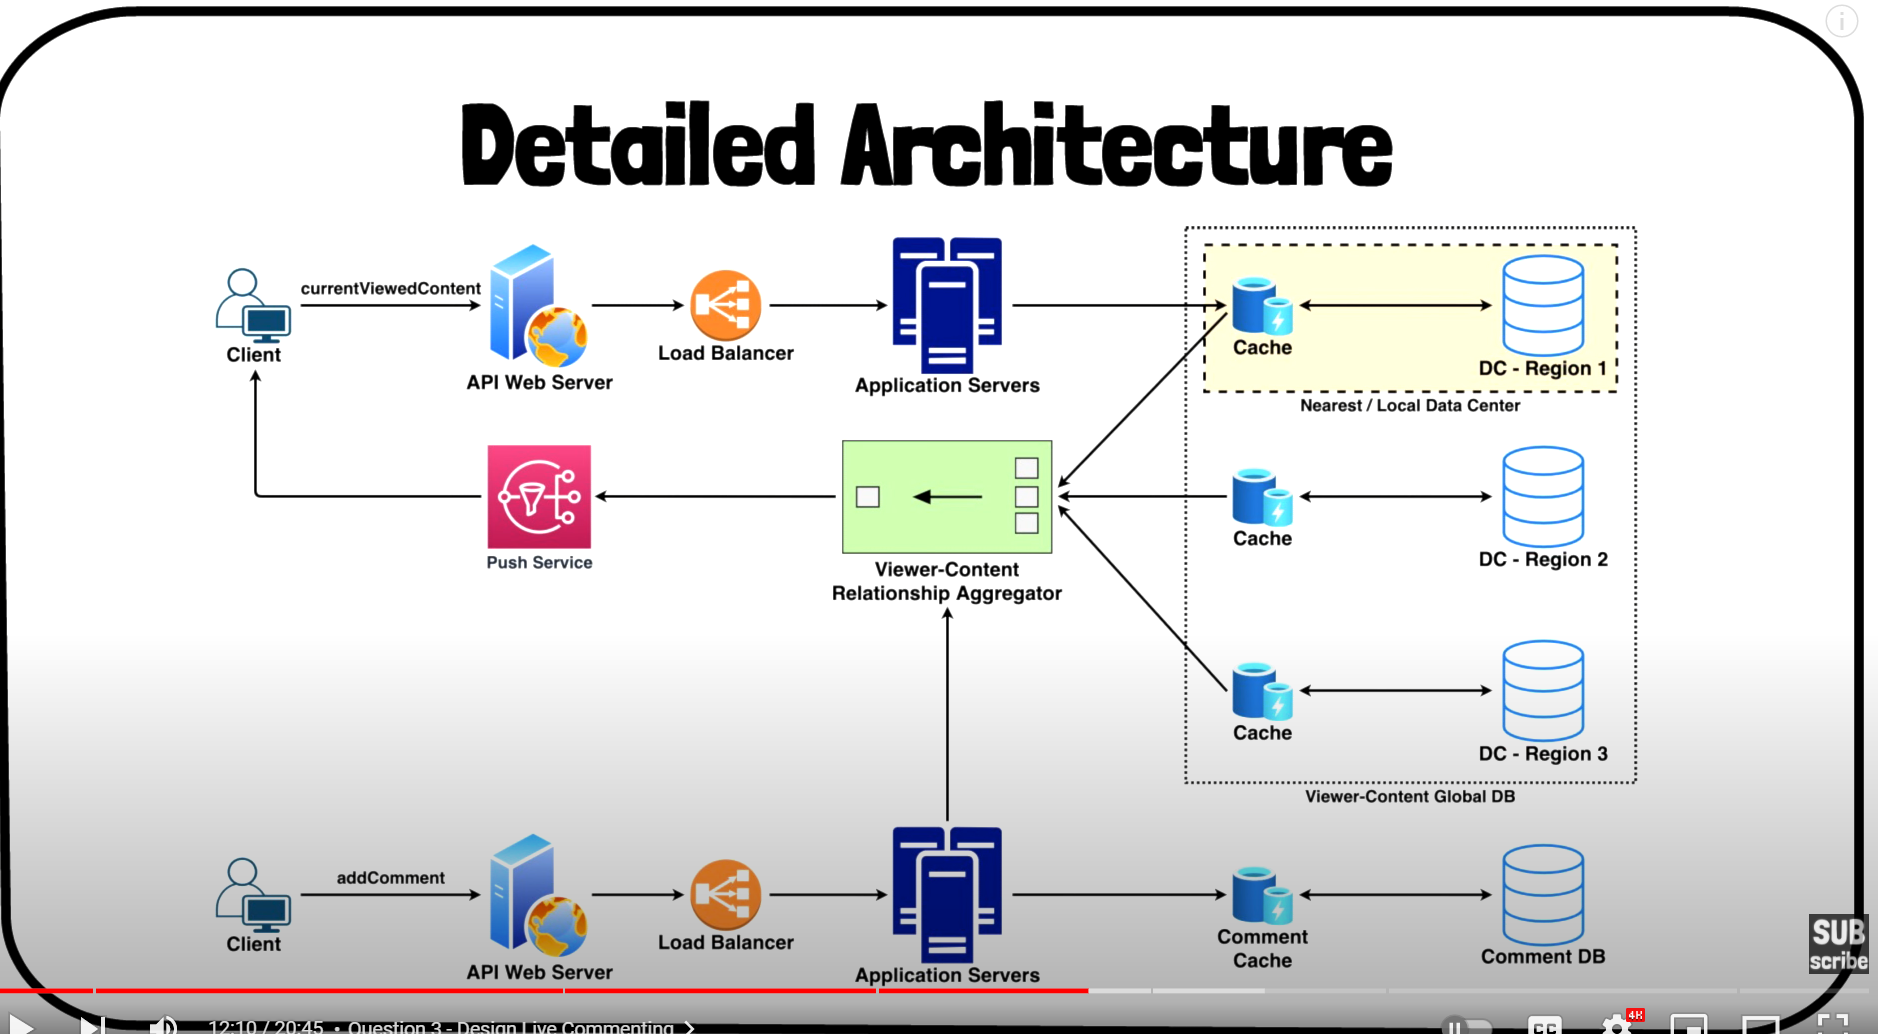 Detailed Architecture
currentViewedContent
Client
API Web Server
Load Balancer
Application Servers
Cache
DC - Region 1
Nearest / Local Data Center
Push Service
Viewer-Content
Relationship Aggregator
Cache
DC - Region 2
Cache
DC - Region 3
Viewer-Content Global DB
addComment
Client
API Web Server
Load Balancer
Application Servers
Comment
Cache
Comment DB
SUB
scribe
12:10 / 20:45 • Question 3 - Design Live Commenting
CC
4K